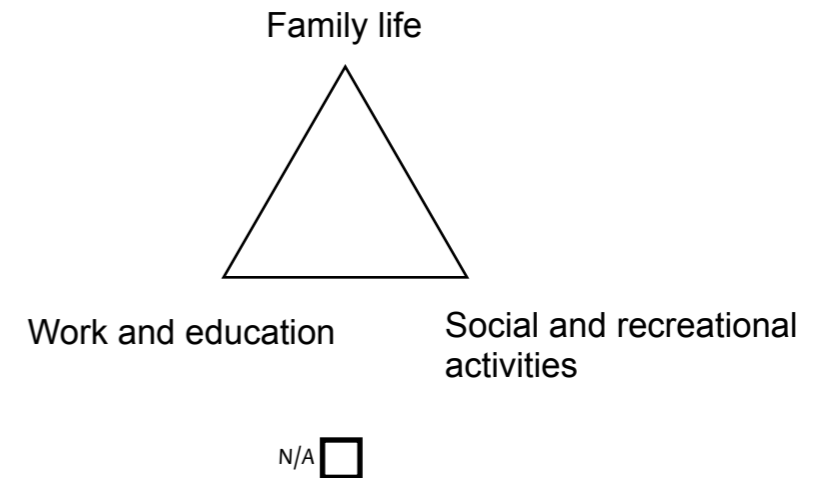 Family life
Work and education
Social and recreational
activities
N/A